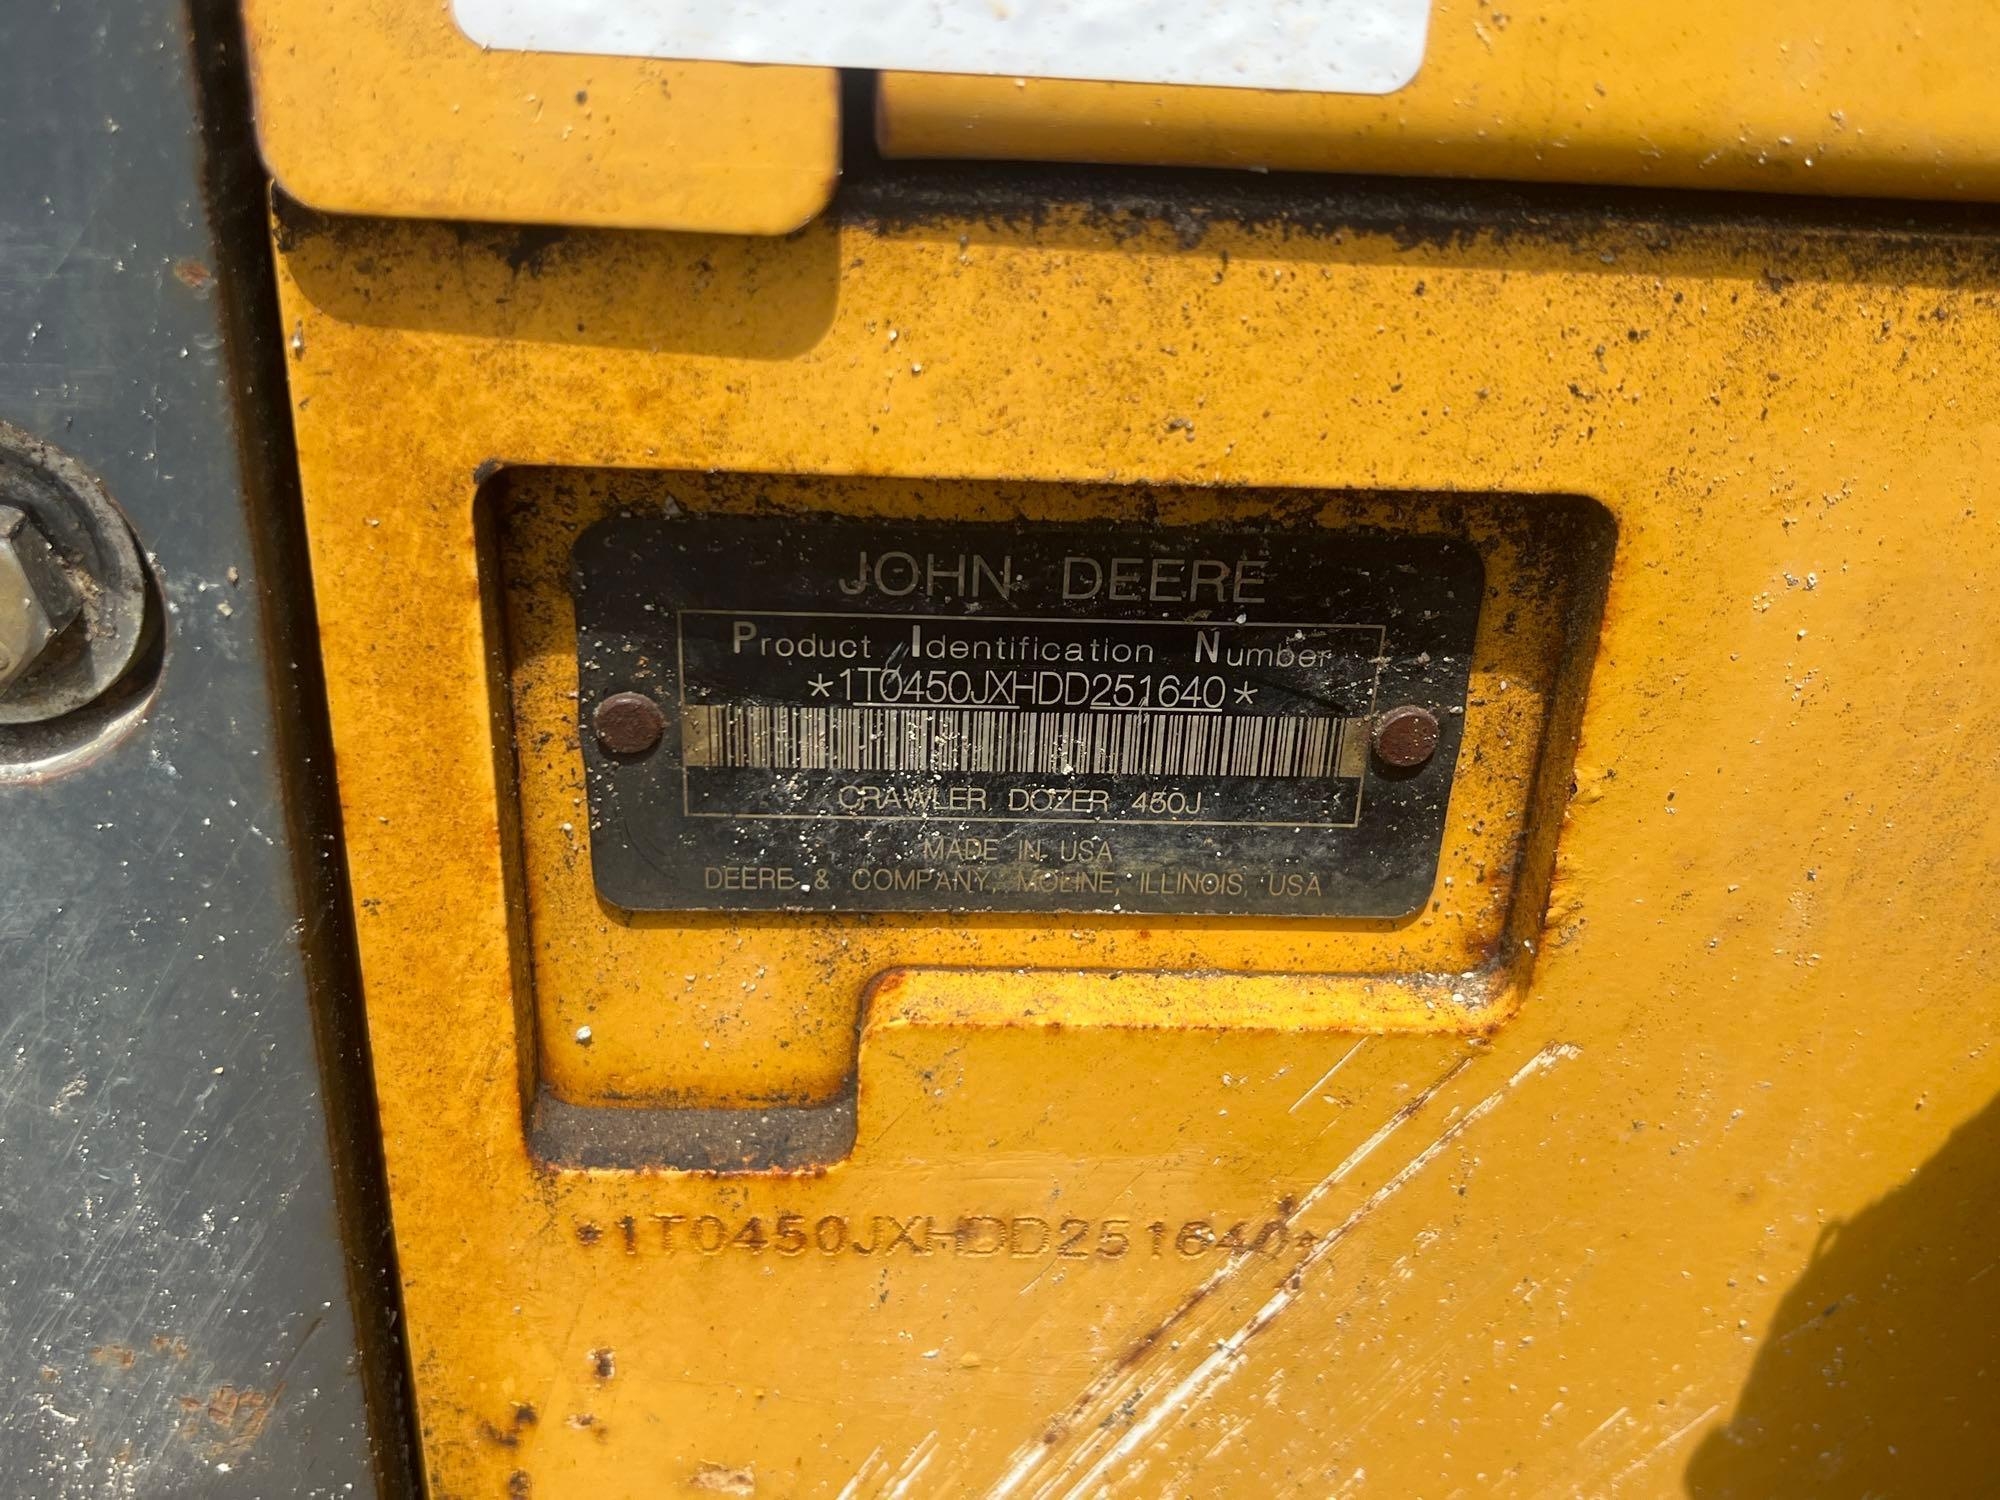 JOHN DEERE
Product Identification Number
*1T0450JXHDD251640*
CRAWLER DOZER 450J
MADE IN USA
DEERE & COMPANY, MOLINE, ILLINOIS, USA
*1T0450JXHDD251640*